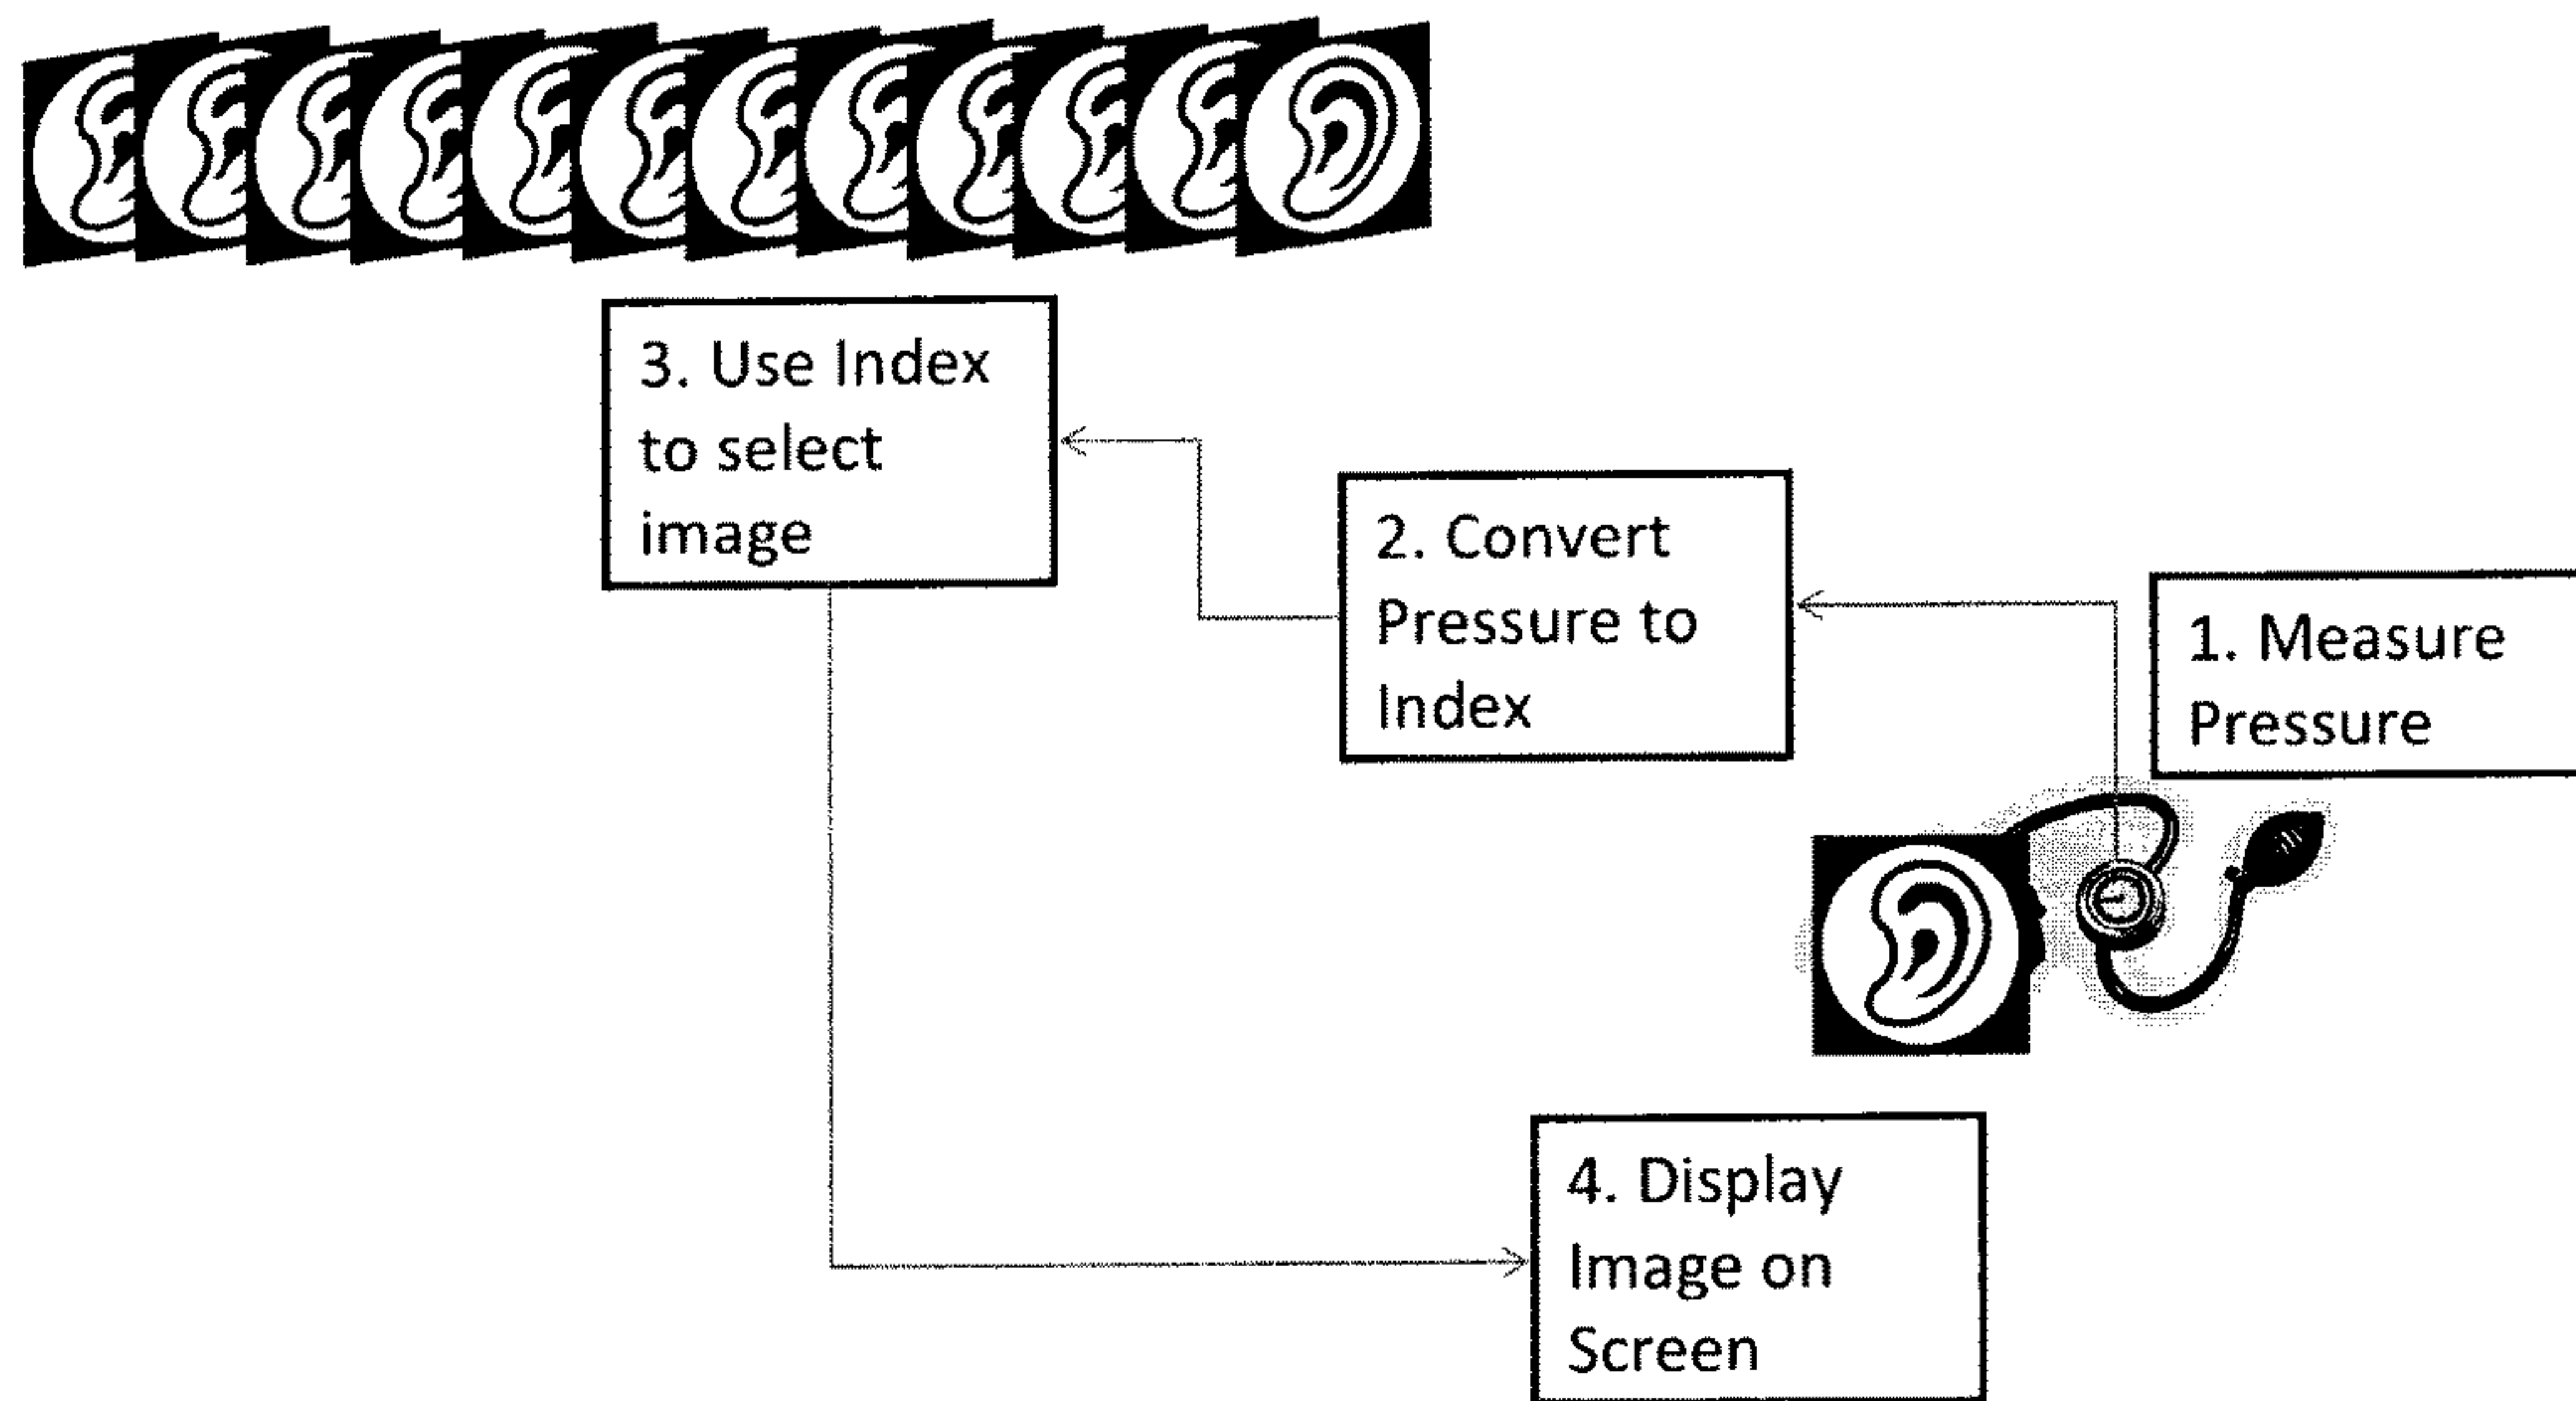 3. Use Index
to select
image
2. Convert
Pressure to
Index
1. Measure
Pressure
4. Display
Image on
Screen